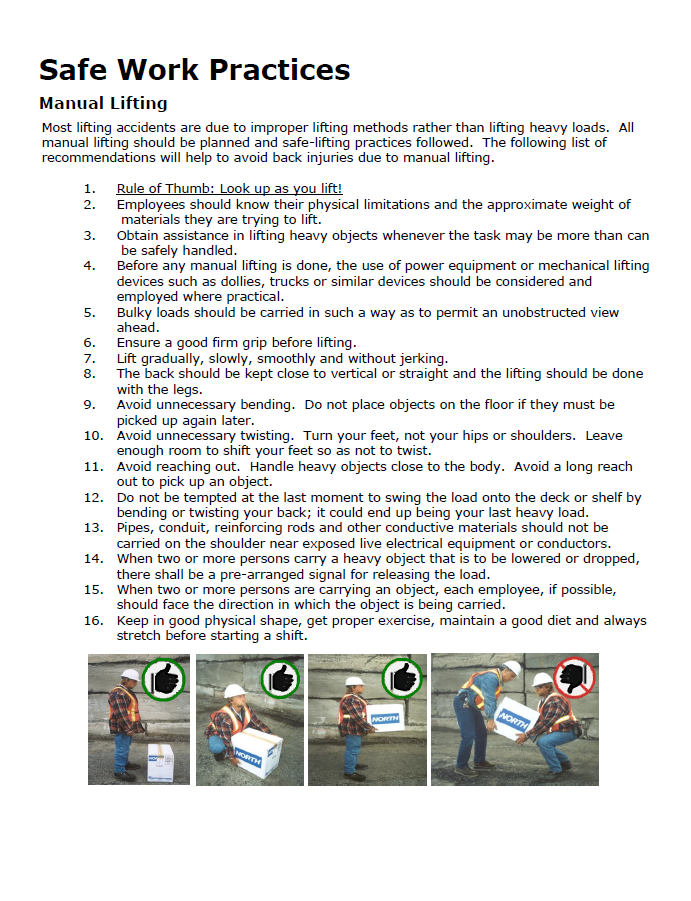 Safe Work Practices
Manual Lifting
Most lifting accidents are due to improper lifting methods rather than lifting heavy loads.  All
manual lifting should be planned and safe-lifting practices followed.  The following list of
recommendations will help to avoid back injuries due to manual lifting.
1. Rule of Thumb: Look up as you lift!
2. Employees should know their physical limitations and the approximate weight of
materials they are trying to lift.
3. Obtain assistance in lifting heavy objects whenever the task may be more than can
be safely handled.
4. Before any manual lifting is done, the use of power equipment or mechanical lifting
devices such as dollies, trucks or similar devices should be considered and
employed where practical.
5. Bulky loads should be carried in such a way as to permit an unobstructed view
ahead.
6. Ensure a good firm grip before lifting.
7. Lift gradually, slowly, smoothly and without jerking.
8. The back should be kept close to vertical or straight and the lifting should be done
with the legs.
9. Avoid unnecessary bending.  Do not place objects on the floor if they must be
picked up again later.
10. Avoid unnecessary twisting.  Turn your feet, not your hips or shoulders.  Leave
enough room to shift your feet so as not to twist.
11. Avoid reaching out.  Handle heavy objects close to the body.  Avoid a long reach
out to pick up an object.
12. Do not be tempted at the last moment to swing the load onto the deck or shelf by
bending or twisting your back; it could end up being your last heavy load.
13. Pipes, conduit, reinforcing rods and other conductive materials should not be
carried on the shoulder near exposed live electrical equipment or conductors.
14. When two or more persons carry a heavy object that is to be lowered or dropped,
there shall be a pre-arranged signal for releasing the load.
15. When two or more persons are carrying an object, each employee, if possible,
should face the direction in which the object is being carried.
16. Keep in good physical shape, get proper exercise, maintain a good diet and always
stretch before starting a shift.
NORTH
NORTH
NORTH